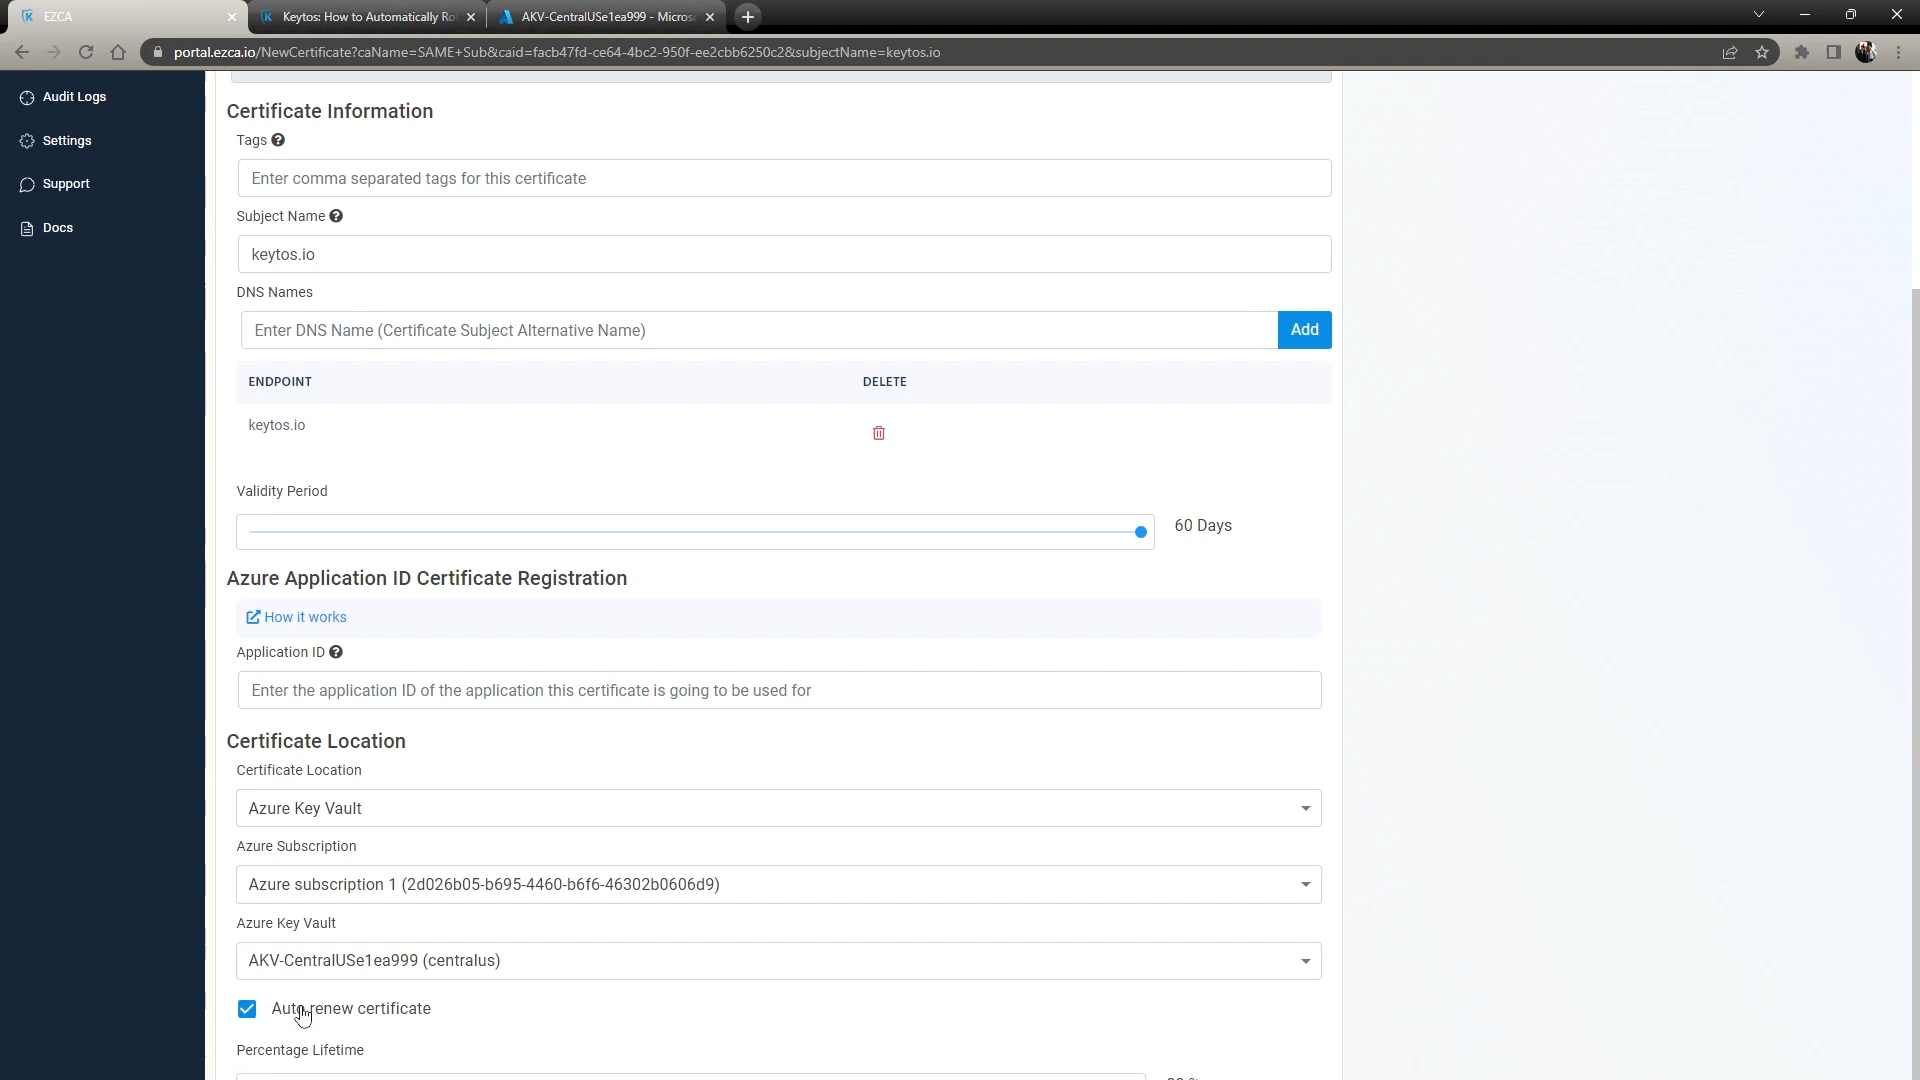 EZCA
Keytos: How to Automatically Ro
AKV-CentralUSe1ea999 - Micros
portal.ezca.io/NewCertificate?caName=SAME+Sub&caid=facb47fd-ce64-4bc2-950f-ee2cbb6250c2&subjectName=keytos.io
Audit Logs
Settings
Support
Docs
Certificate Information
Tags
Enter comma separated tags for this certificate
Subject Name
keytos.io
DNS Names
Enter DNS Name (Certificate Subject Alternative Name)
Add
ENDPOINT DELETE
keytos.io
Validity Period
60 Days
Azure Application ID Certificate Registration
How it works
Application ID
Enter the application ID of the application this certificate is going to be used for
Certificate Location
Certificate Location
Azure Key Vault
Azure Subscription
Azure subscription 1 (2d026b05-b695-4460-b6f6-46302b0606d9)
Azure Key Vault
AKV-CentralUSe1ea999 (centralus)
Auto renew certificate
Percentage Lifetime